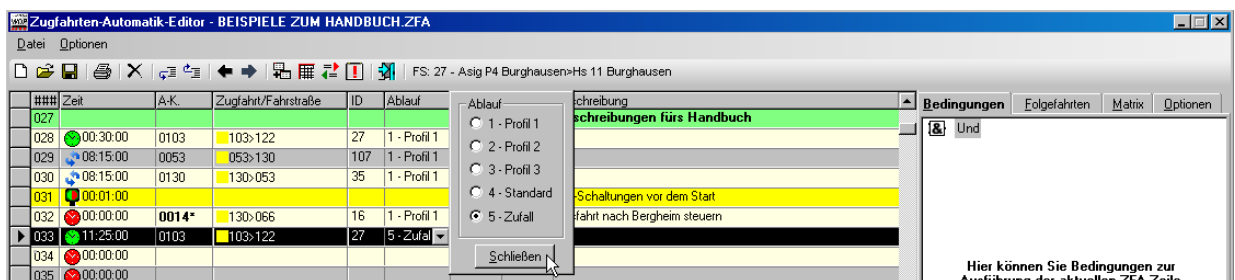 Zugfahrten-Automatik-Editor - BEISPIELE ZUM HANDBUCH.ZFA
Datei Optionen
FS: 27 - Asig P4 Burghausen>Hs 11 Burghausen
### Zeit A-K. Zugfahrt/Fahrstraße ID Ablauf chreibung
027 schreibungen fürs Handbuch
028 00:30:00 0103 103>122 27 1 - Profil 1
029 08:15:00 0053 053>130 107 1 - Profil 1
030 08:15:00 0130 130>053 35 1 - Profil 1
031 00:01:00 -Schaltungen vor dem Start
032 00:00:00 0014* 130>066 16 1 - Profil 1 fahrt nach Bergheim steuern
033 11:25:00 0103 103>122 27 5 - Zufal
034 00:00:00
035 00:00:00
Ablauf
1 - Profil 1
2 - Profil 2
3 - Profil 3
4 - Standard
5 - Zufall
Schließen
Bedingungen Folgefahrten Matrix Optionen
& Und
Hier können Sie Bedingungen zur
Ausführung der aktuellen ZFA-Zeile